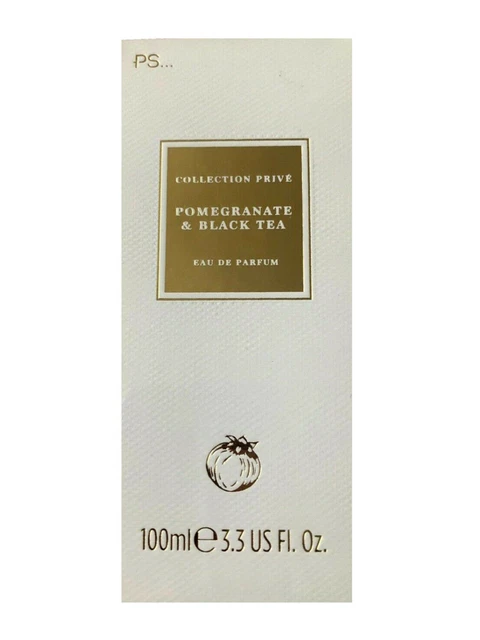 PS...
COLLECTION PRIVÉ
POMEGRANATE
& BLACK TEA
EAU DE PARFUM
100ml℮3.3 US Fl. Oz.